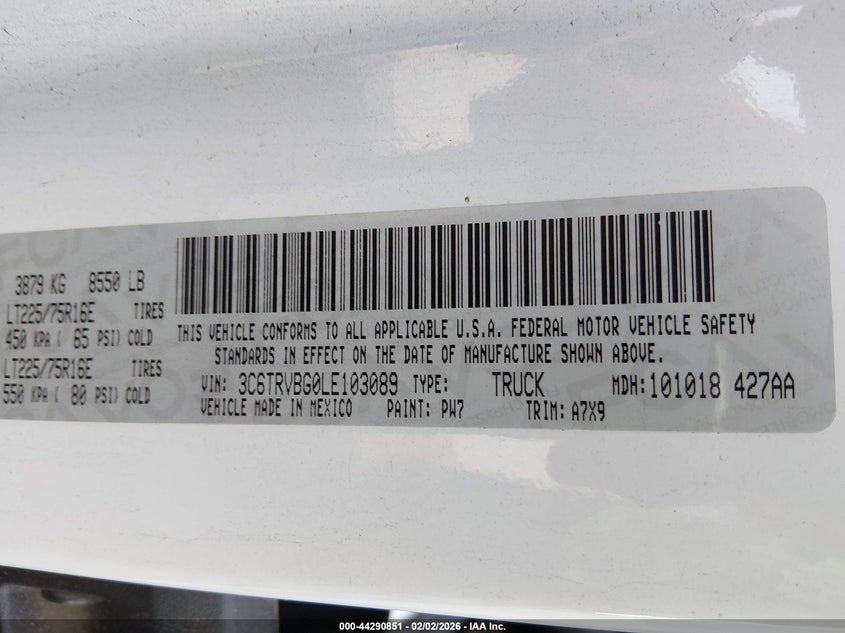 3879 KG 8550 LB
LT225/75R16E TIRES
450 KPA ( 65 PSI) COLD
LT225/75R16E TIRES
550 KPA ( 80 PSI) COLD
THIS VEHICLE CONFORMS TO ALL APPLICABLE U.S.A. FEDERAL MOTOR VEHICLE SAFETY
STANDARDS IN EFFECT ON THE DATE OF MANUFACTURE SHOWN ABOVE.
VIN: 3C6TRVBG0LE103089 TYPE: TRUCK MDH:101018 427AA
VEHICLE MADE IN MEXICO PAINT: PW7 TRIM: A7X9
000-44290851 - 02/02/2026 - IAA Inc.